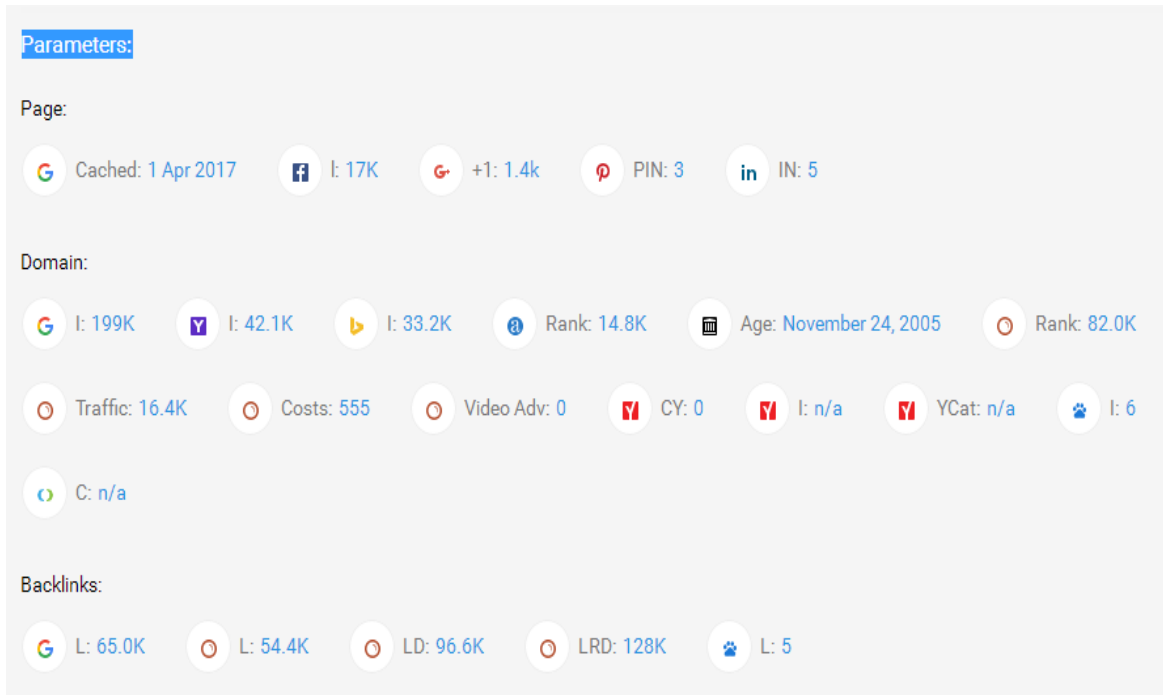 Parameters:
Page:
Cached: 1 Apr 2017 l: 17K +1: 1.4k PIN: 3 in IN: 5
Domain:
I: 199K I: 42.1K I: 33.2K Rank: 14.8K Age: November 24, 2005 Rank: 82.0K
Traffic: 16.4K Costs: 555 Video Adv: 0 CY: 0 I: n/a YCat: n/a I: 6
C: n/a
Backlinks:
L: 65.0K L: 54.4K LD: 96.6K LRD: 128K L: 5